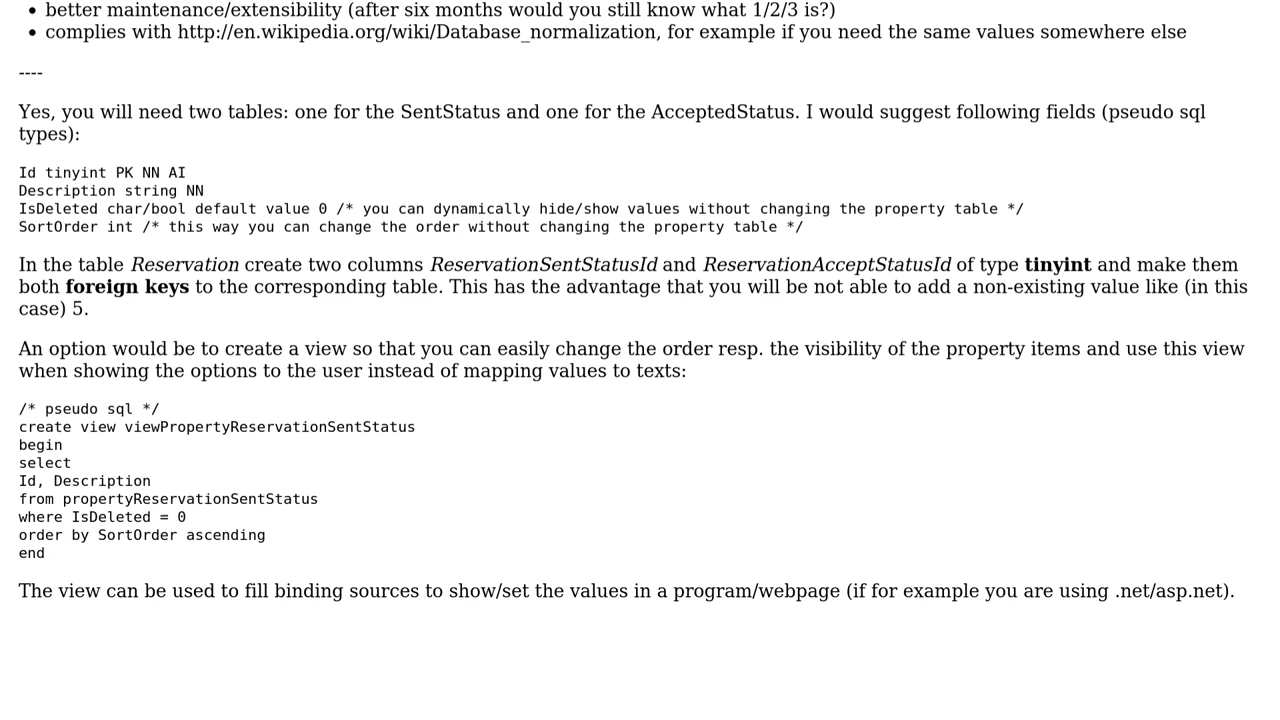 • better maintenance/extensibility (after six months would you still know what 1/2/3 is?)
• complies with http://en.wikipedia.org/wiki/Database_normalization, for example if you need the same values somewhere else
----
Yes, you will need two tables: one for the SentStatus and one for the AcceptedStatus. I would suggest following fields (pseudo sql
types):
Id tinyint PK NN AI
Description string NN
IsDeleted char/bool default value 0 /* you can dynamically hide/show values without changing the property table */
SortOrder int /* this way you can change the order without changing the property table */
In the table Reservation create two columns ReservationSentStatusId and ReservationAcceptStatusId of type tinyint and make them
both foreign keys to the corresponding table. This has the advantage that you will be not able to add a non-existing value like (in this
case) 5.
An option would be to create a view so that you can easily change the order resp. the visibility of the property items and use this view
when showing the options to the user instead of mapping values to texts:
/* pseudo sql */
create view viewPropertyReservationSentStatus
begin
select
Id, Description
from propertyReservationSentStatus
where IsDeleted = 0
order by SortOrder ascending
end
The view can be used to fill binding sources to show/set the values in a program/webpage (if for example you are using .net/asp.net).